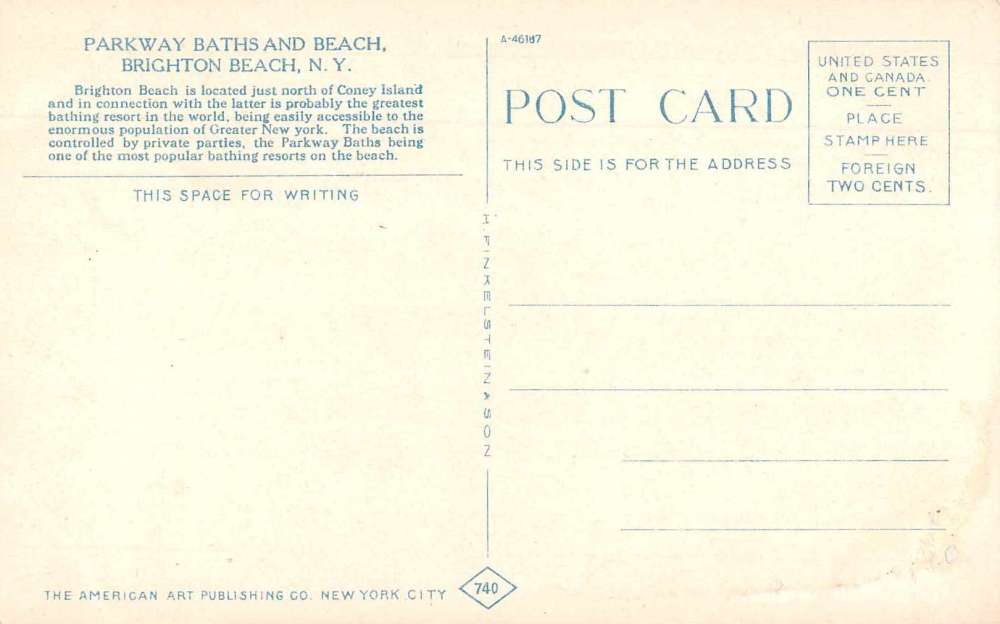 PARKWAY BATHS AND BEACH,
BRIGHTON BEACH, N. Y.
Brighton Beach is located just north of Coney Island
and in connection with the latter is probably the greatest
bathing resort in the world, being easily accessible to the
enormous population of Greater New york. The beach is
controlled by private parties, the Parkway Baths being
one of the most popular bathing resorts on the beach.
THIS SPACE FOR WRITING
THE AMERICAN ART PUBLISHING CO. NEW YORK CITY
740
H. FINKELSTEIN & SON
A-46187
POST CARD
THIS SIDE IS FOR THE ADDRESS
UNITED STATES
AND CANADA.
ONE CENT
PLACE
STAMP HERE
FOREIGN
TWO CENTS.